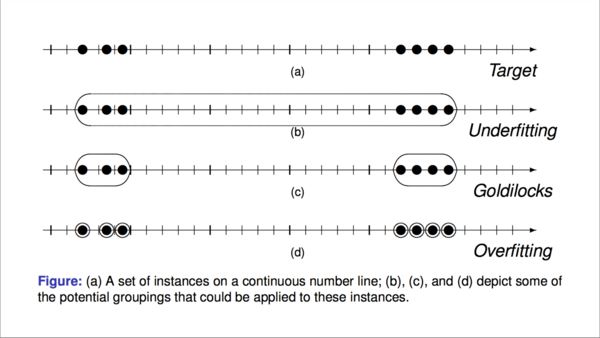 (a)
Target
(b)
Underfitting
(c)
Goldilocks
(d)
Overfitting
Figure: (a) A set of instances on a continuous number line; (b), (c), and (d) depict some of
the potential groupings that could be applied to these instances.